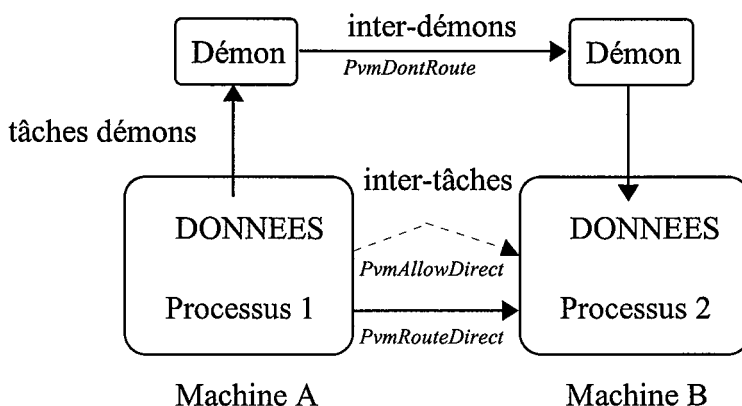 inter-démons
Démon
PvmDontRoute
Démon
tâches démons
inter-tâches
DONNEES
DONNEES
PvmAllowDirect
Processus 1
Processus 2
PvmRouteDirect
Machine A
Machine B